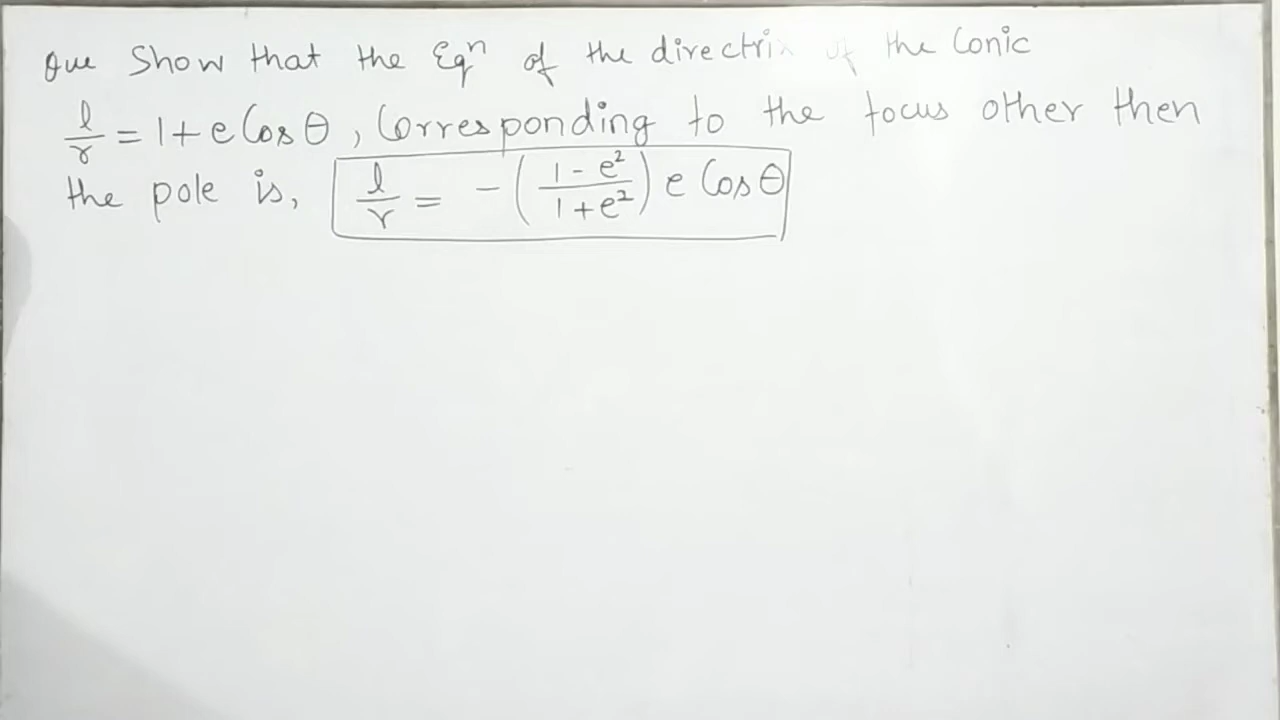 Que Show that the Eqⁿ of the directrix of the Conic
l/r = 1 + e Cos θ, Corresponding to the focus other then
the pole is, l/r = -((1 - e²)/(1 + e²)) e Cos θ